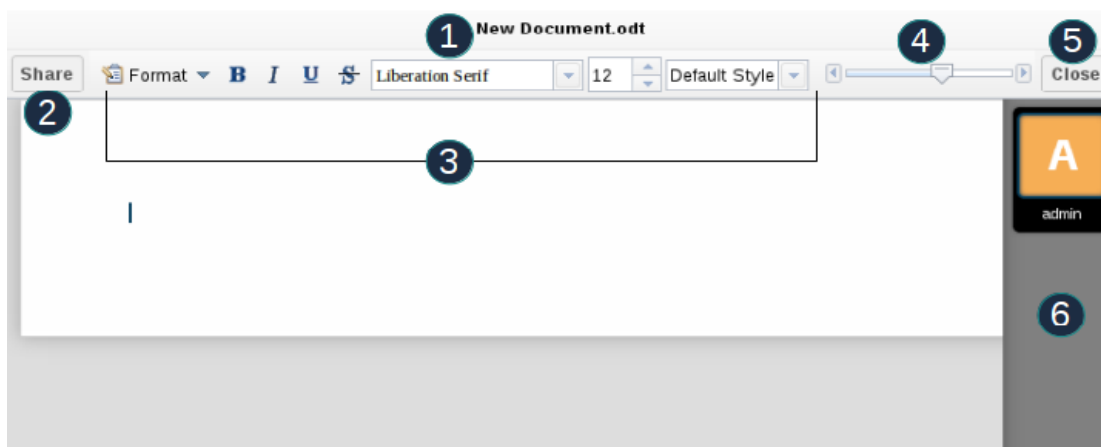 1 New Document.odt 4 5
Share Format B I U S Liberation Serif 12 Default Style Close
2
3
A
admin
6